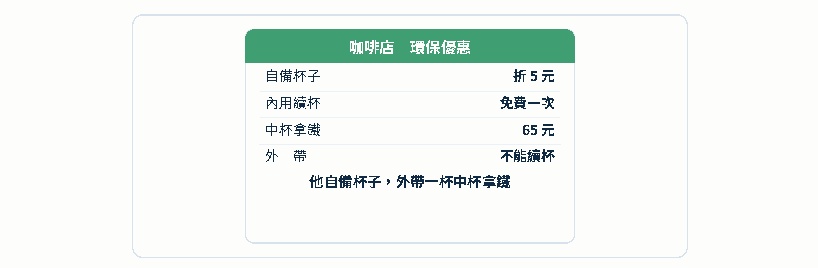 咖啡店　環保優惠
自備杯子　折 5 元
內用續杯　免費一次
中杯拿鐵　65 元
外　帶　不能續杯
他自備杯子，外帶一杯中杯拿鐵